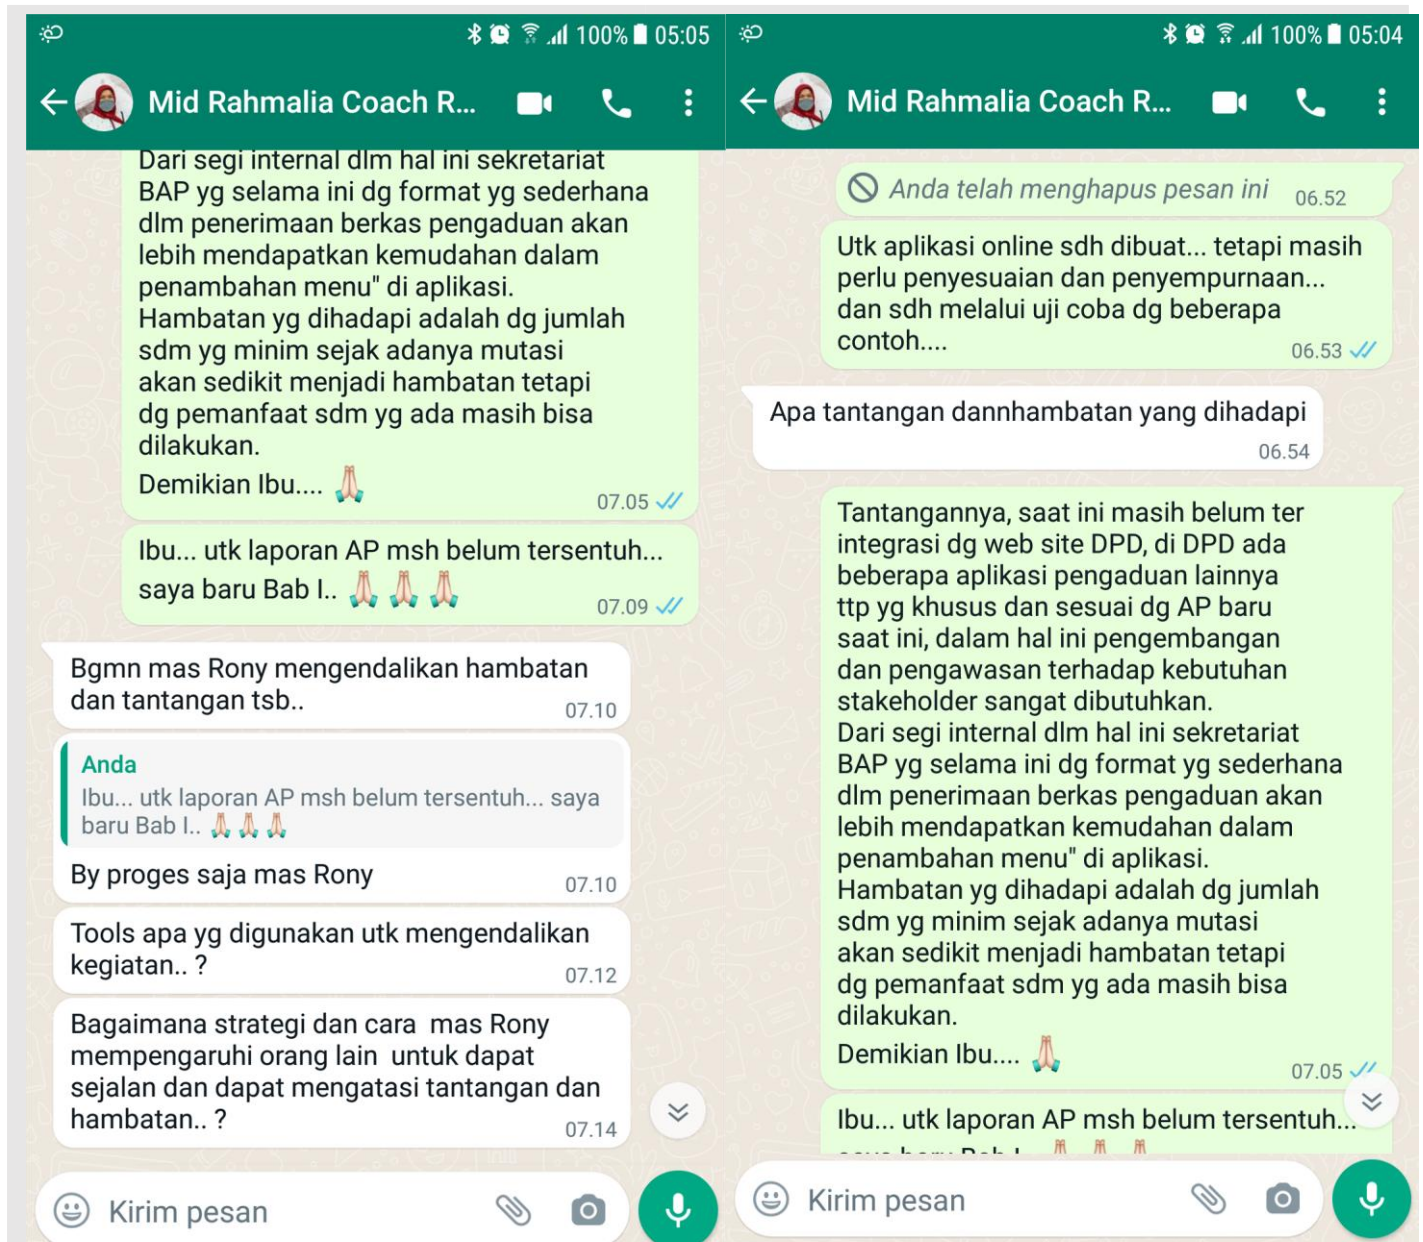 100% 05:05
Mid Rahmalia Coach R...
Dari segi internal dlm hal ini sekretariat
BAP yg selama ini dg format yg sederhana
dlm penerimaan berkas pengaduan akan
lebih mendapatkan kemudahan dalam
penambahan menu" di aplikasi.
Hambatan yg dihadapi adalah dg jumlah
sdm yg minim sejak adanya mutasi
akan sedikit menjadi hambatan tetapi
dg pemanfaat sdm yg ada masih bisa
dilakukan.
Demikian Ibu.... 🙏🏻
07.05
Ibu... utk laporan AP msh belum tersentuh...
saya baru Bab I.. 🙏🏻 🙏🏻 🙏🏻
07.09
Bgmn mas Rony mengendalikan hambatan
dan tantangan tsb..
07.10
Anda
Ibu... utk laporan AP msh belum tersentuh... saya
baru Bab I.. 🙏🏻 🙏🏻 🙏🏻
By proges saja mas Rony
07.10
Tools apa yg digunakan utk mengendalikan
kegiatan.. ?
07.12
Bagaimana strategi dan cara mas Rony
mempengaruhi orang lain untuk dapat
sejalan dan dapat mengatasi tantangan dan
hambatan.. ?
07.14
Kirim pesan
100% 05:04
Mid Rahmalia Coach R...
Anda telah menghapus pesan ini 06.52
Utk aplikasi online sdh dibuat... tetapi masih
perlu penyesuaian dan penyempurnaan...
dan sdh melalui uji coba dg beberapa
contoh....
06.53
Apa tantangan dannhambatan yang dihadapi
06.54
Tantangannya, saat ini masih belum ter
integrasi dg web site DPD, di DPD ada
beberapa aplikasi pengaduan lainnya
ttp yg khusus dan sesuai dg AP baru
saat ini, dalam hal ini pengembangan
dan pengawasan terhadap kebutuhan
stakeholder sangat dibutuhkan.
Dari segi internal dlm hal ini sekretariat
BAP yg selama ini dg format yg sederhana
dlm penerimaan berkas pengaduan akan
lebih mendapatkan kemudahan dalam
penambahan menu" di aplikasi.
Hambatan yg dihadapi adalah dg jumlah
sdm yg minim sejak adanya mutasi
akan sedikit menjadi hambatan tetapi
dg pemanfaat sdm yg ada masih bisa
dilakukan.
Demikian Ibu.... 🙏🏻
07.05
Ibu... utk laporan AP msh belum tersentuh...
Kirim pesan